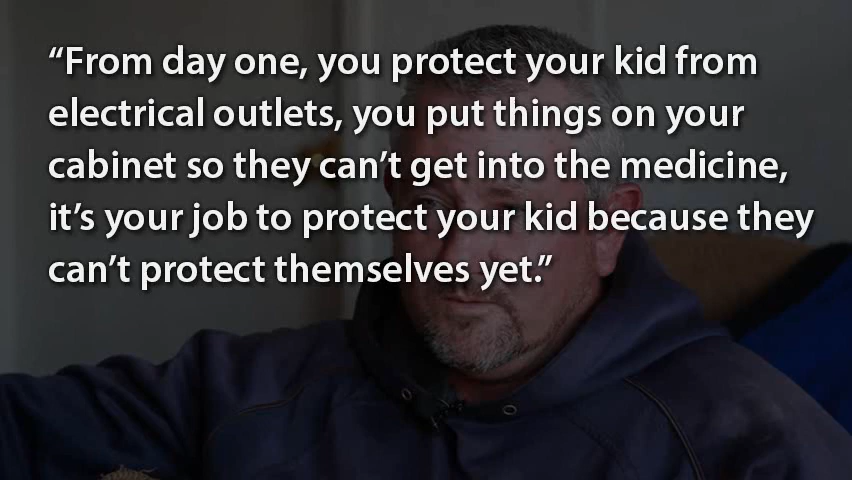 “From day one, you protect your kid from
electrical outlets, you put things on your
cabinet so they can’t get into the medicine,
it’s your job to protect your kid because they
can’t protect themselves yet.”